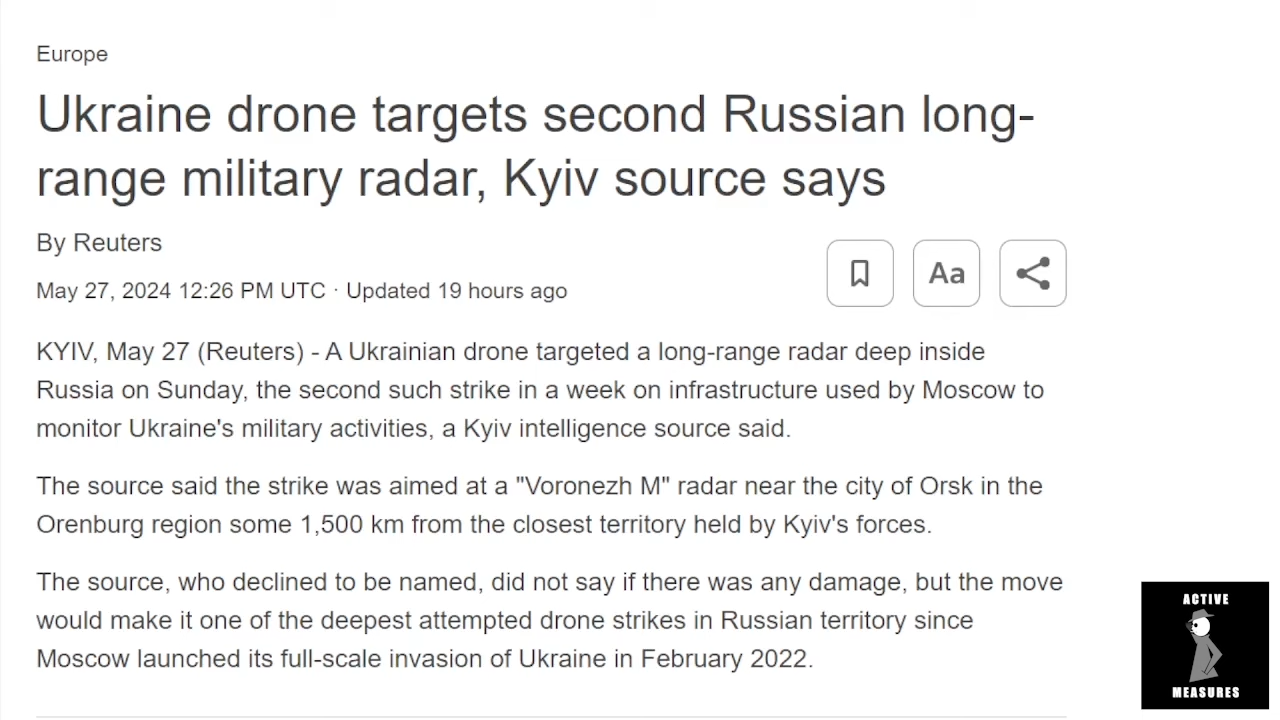 Europe
Ukraine drone targets second Russian long-
range military radar, Kyiv source says
By Reuters
May 27, 2024 12:26 PM UTC · Updated 19 hours ago
Aa
KYIV, May 27 (Reuters) - A Ukrainian drone targeted a long-range radar deep inside
Russia on Sunday, the second such strike in a week on infrastructure used by Moscow to
monitor Ukraine's military activities, a Kyiv intelligence source said.
The source said the strike was aimed at a "Voronezh M" radar near the city of Orsk in the
Orenburg region some 1,500 km from the closest territory held by Kyiv's forces.
The source, who declined to be named, did not say if there was any damage, but the move
would make it one of the deepest attempted drone strikes in Russian territory since
Moscow launched its full-scale invasion of Ukraine in February 2022.
ACTIVE
MEASURES